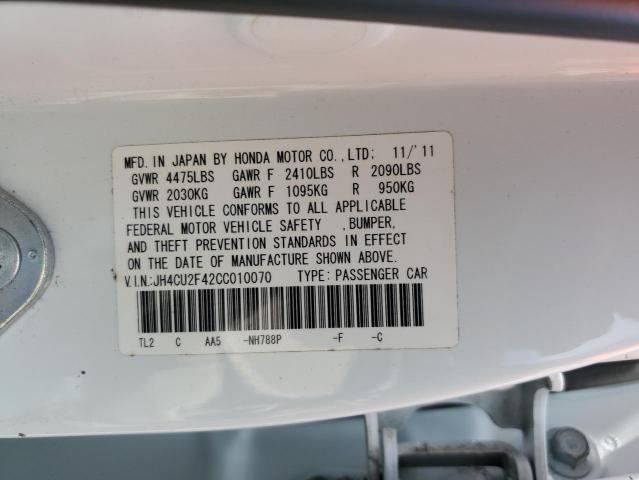 MFD. IN JAPAN BY HONDA MOTOR CO.,LTD; 11/'11
GVWR 4475LBS GAWR F 2410LBS R 2090LBS
GVWR 2030KG GAWR F 1095KG R 950KG
THIS VEHICLE CONFORMS TO ALL APPLICABLE
FEDERAL MOTOR VEHICLE SAFETY ,BUMPER,
AND THEFT PREVENTION STANDARDS IN EFFECT
ON THE DATE OF MANUFACTURE SHOWN ABOVE.
V.I.N.:JH4CU2F42CC010070 TYPE: PASSENGER CAR
TL2 C AA5 -NH788P -F -C